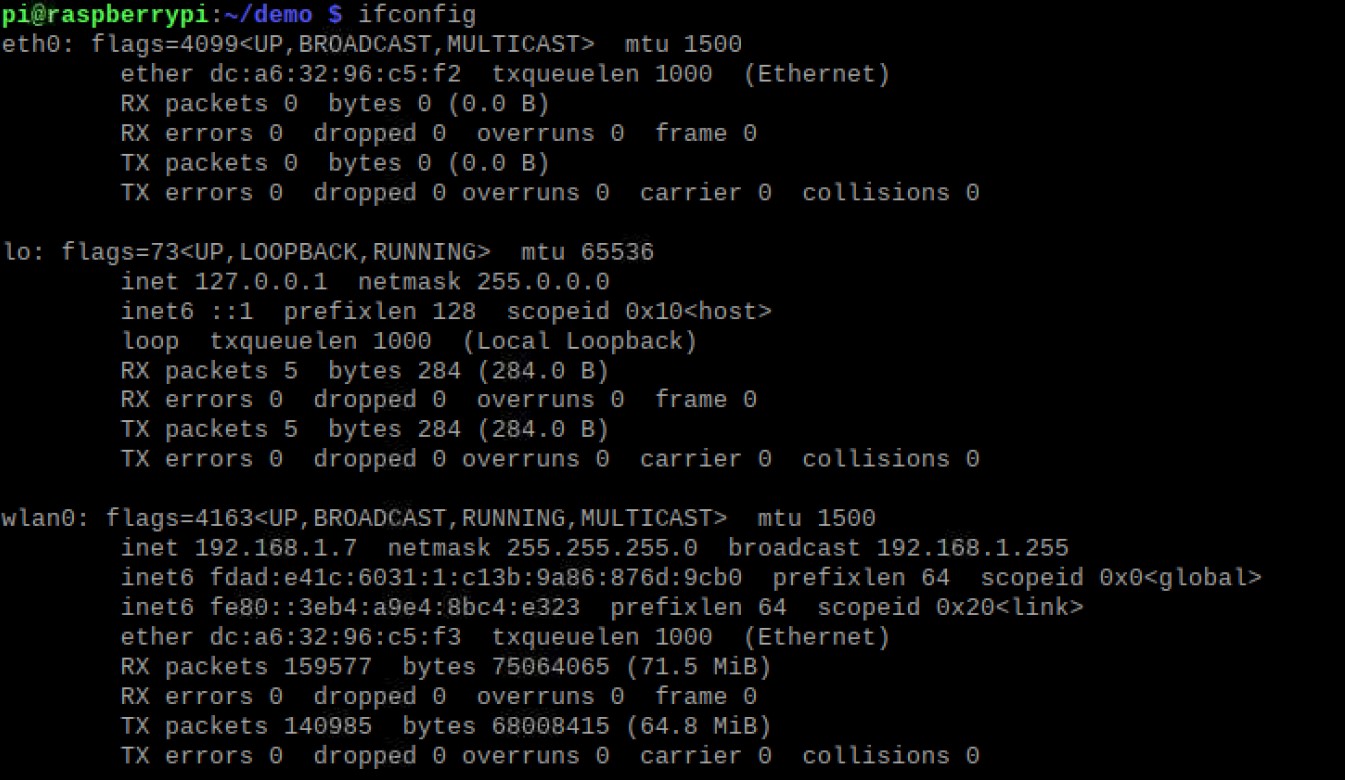 pi@raspberrypi:~/demo $ ifconfig
eth0: flags=4099<UP,BROADCAST,MULTICAST>  mtu 1500
        ether dc:a6:32:96:c5:f2  txqueuelen 1000  (Ethernet)
        RX packets 0  bytes 0 (0.0 B)
        RX errors 0  dropped 0  overruns 0  frame 0
        TX packets 0  bytes 0 (0.0 B)
        TX errors 0  dropped 0 overruns 0  carrier 0  collisions 0

lo: flags=73<UP,LOOPBACK,RUNNING>  mtu 65536
        inet 127.0.0.1  netmask 255.0.0.0
        inet6 ::1  prefixlen 128  scopeid 0x10<host>
        loop  txqueuelen 1000  (Local Loopback)
        RX packets 5  bytes 284 (284.0 B)
        RX errors 0  dropped 0  overruns 0  frame 0
        TX packets 5  bytes 284 (284.0 B)
        TX errors 0  dropped 0 overruns 0  carrier 0  collisions 0

wlan0: flags=4163<UP,BROADCAST,RUNNING,MULTICAST>  mtu 1500
        inet 192.168.1.7  netmask 255.255.255.0  broadcast 192.168.1.255
        inet6 fdad:e41c:6031:1:c13b:9a86:876d:9cb0  prefixlen 64  scopeid 0x0<global>
        inet6 fe80::3eb4:a9e4:8bc4:e323  prefixlen 64  scopeid 0x20<link>
        ether dc:a6:32:96:c5:f3  txqueuelen 1000  (Ethernet)
        RX packets 159577  bytes 75064065 (71.5 MiB)
        RX errors 0  dropped 0  overruns 0  frame 0
        TX packets 140985  bytes 68008415 (64.8 MiB)
        TX errors 0  dropped 0 overruns 0  carrier 0  collisions 0